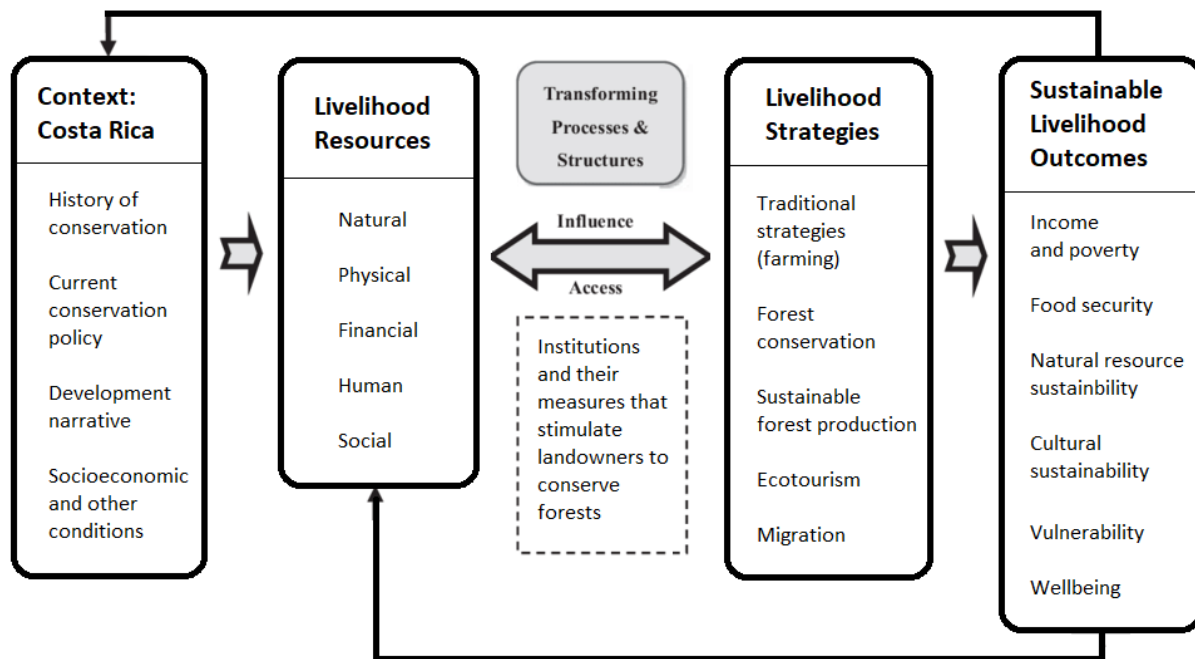 Context:
Costa Rica
History of
conservation
Current
conservation
policy
Development
narrative
Socioeconomic
and other
conditions
Livelihood
Resources
Natural
Physical
Financial
Human
Social
Transforming
Processes &
Structures
Influence
Access
Institutions
and their
measures that
stimulate
landowners to
conserve
forests
Livelihood
Strategies
Traditional
strategies
(farming)
Forest
conservation
Sustainable
forest production
Ecotourism
Migration
Sustainable
Livelihood
Outcomes
Income
and poverty
Food security
Natural resource
sustainbility
Cultural
sustainability
Vulnerability
Wellbeing